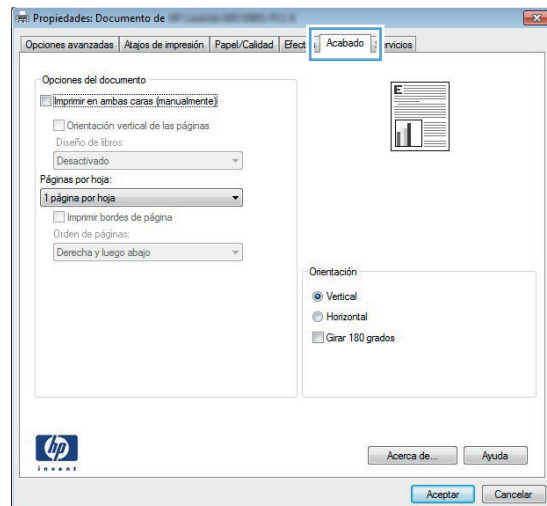 Propiedades: Documento de
Opciones avanzadas Atajos de impresión Papel/Calidad Acabado
Opciones del documento
Imprimir en ambas caras (manualmente)
Orientación vertical de las páginas
Diseño de libros:
Desactivado
Páginas por hoja:
1 página por hoja
Imprimir bordes de página
Orden de páginas:
Derecha y luego abajo
E
Orientación
Vertical
Horizontal
Girar 180 grados
hp
invent
Acerca de... Ayuda
Aceptar Cancelar